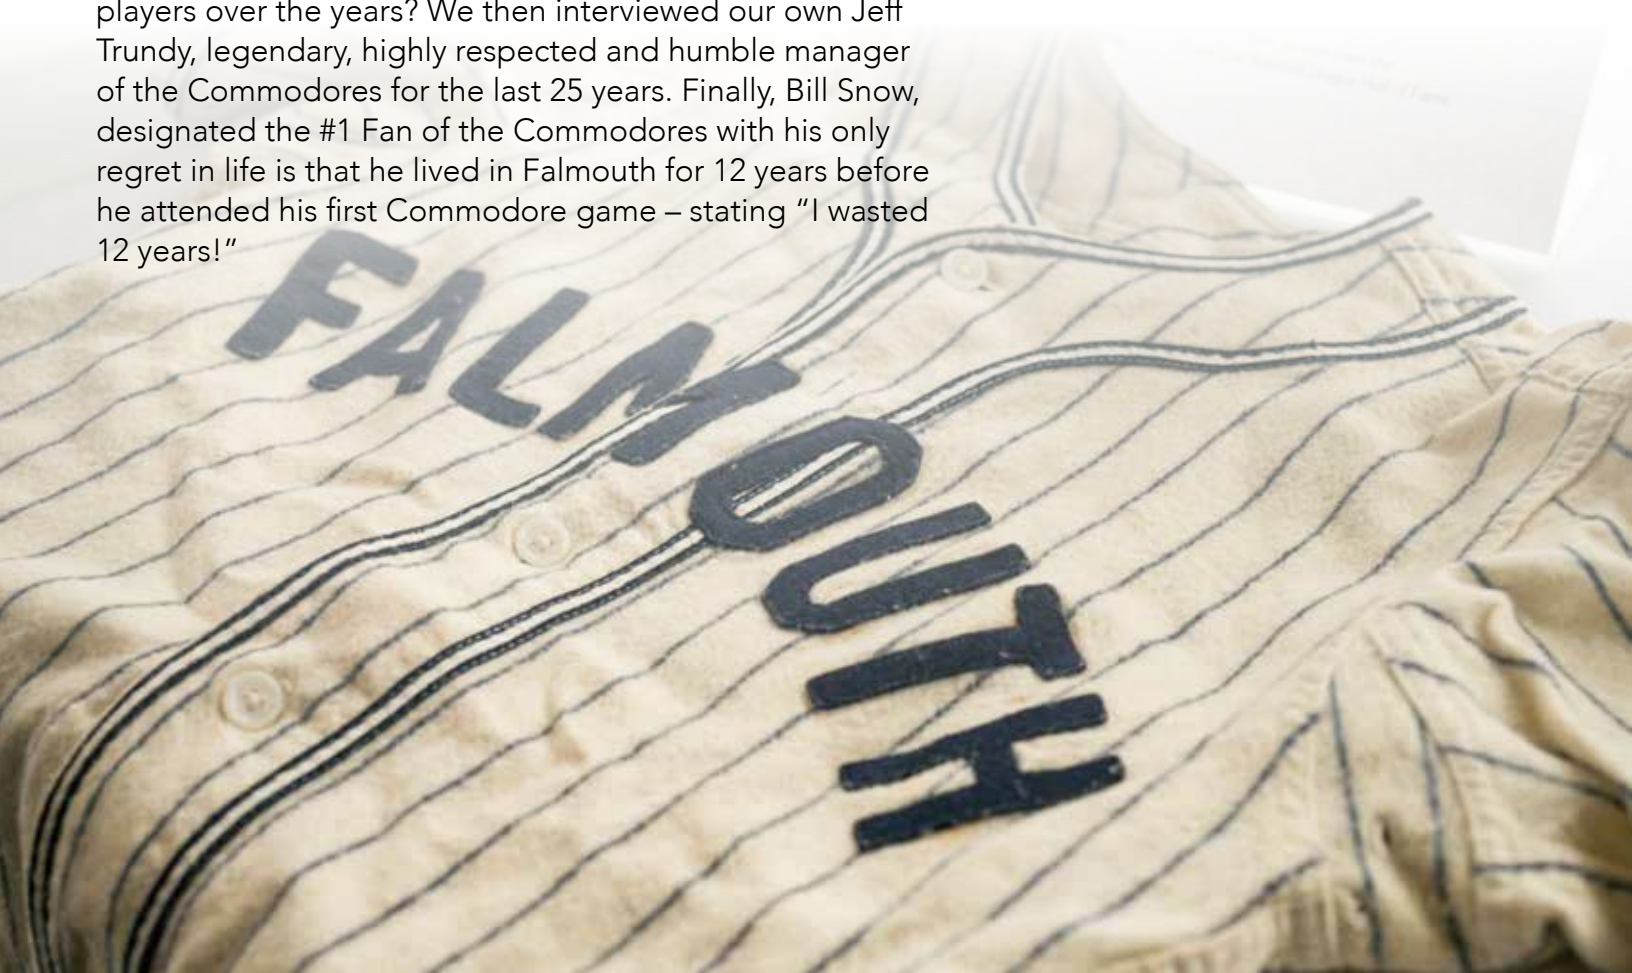 players over the years? We then interviewed our own Jeff
Trundy, legendary, highly respected and humble manager
of the Commodores for the last 25 years. Finally, Bill Snow,
designated the #1 Fan of the Commodores with his only
regret in life is that he lived in Falmouth for 12 years before
he attended his first Commodore game – stating “I wasted
12 years!”
FALMOUTH